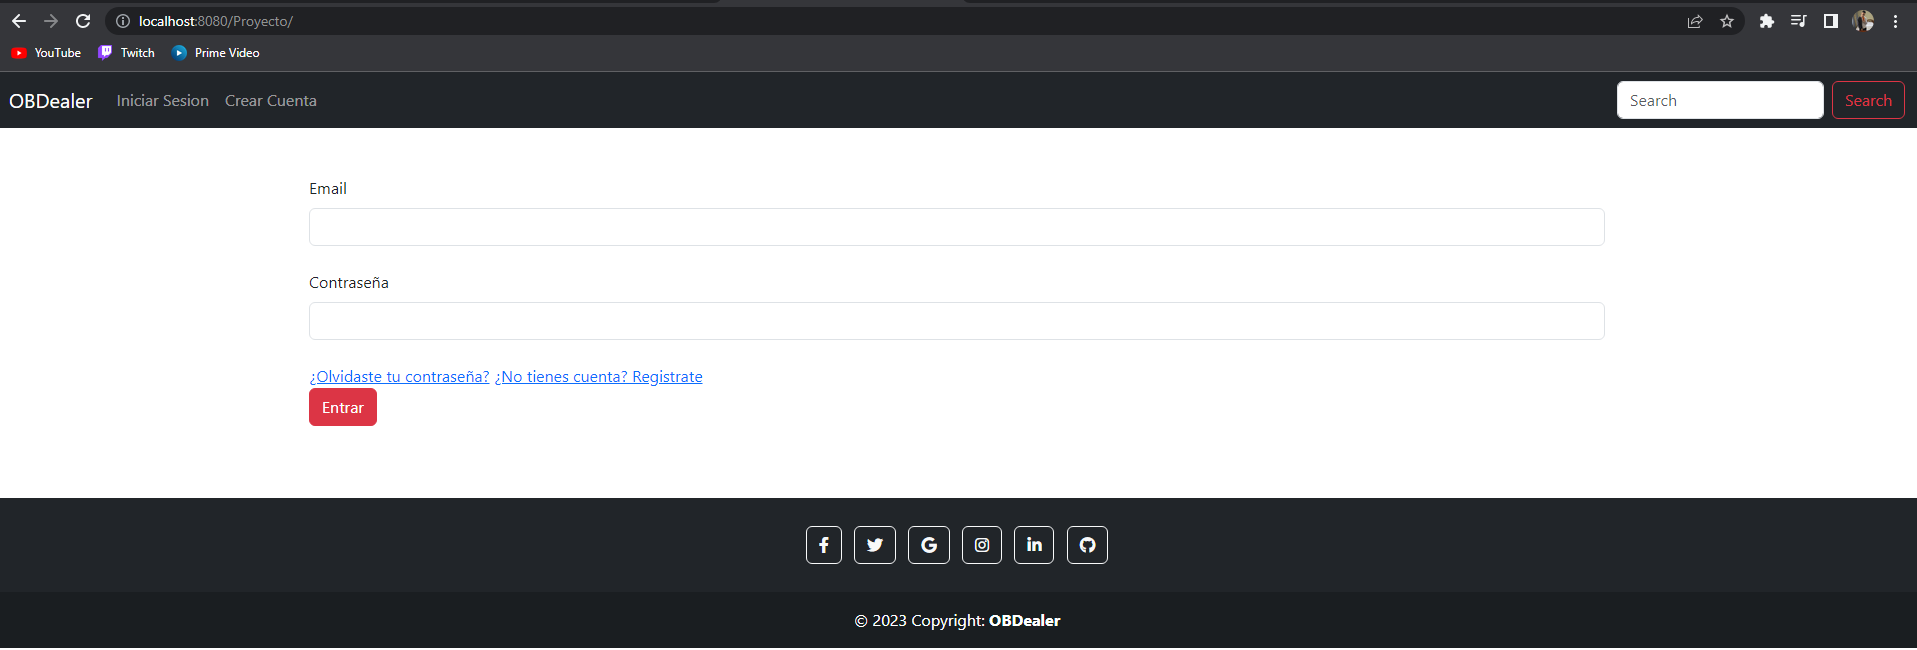 localhost:8080/Proyecto/
YouTube Twitch Prime Video
OBDealer Iniciar Sesion Crear Cuenta Search Search
Email
Contraseña
¿Olvidaste tu contraseña? ¿No tienes cuenta? Registrate
Entrar
© 2023 Copyright: OBDealer